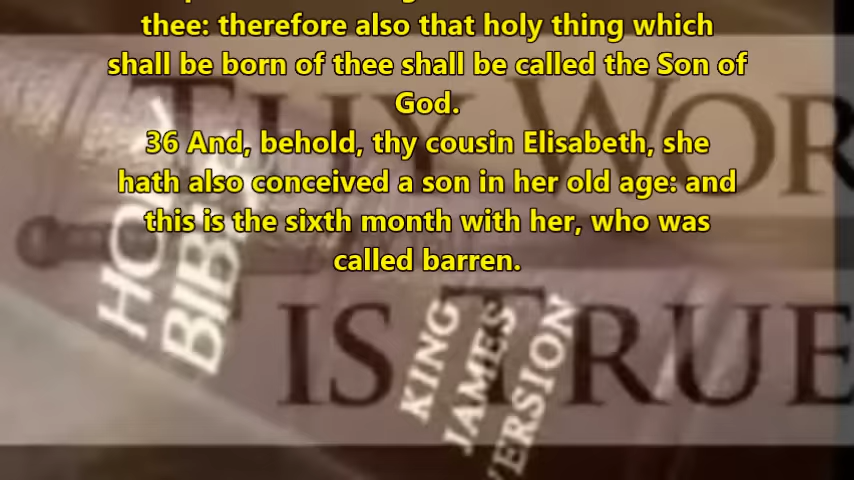 thee: therefore also that holy thing which
shall be born of thee shall be called the Son of
God.
36 And, behold, thy cousin Elisabeth, she
hath also conceived a son in her old age: and
this is the sixth month with her, who was
called barren.
THY WOR
IS TRUE
HOLY
BIBLE
KING
JAMES
VERSION